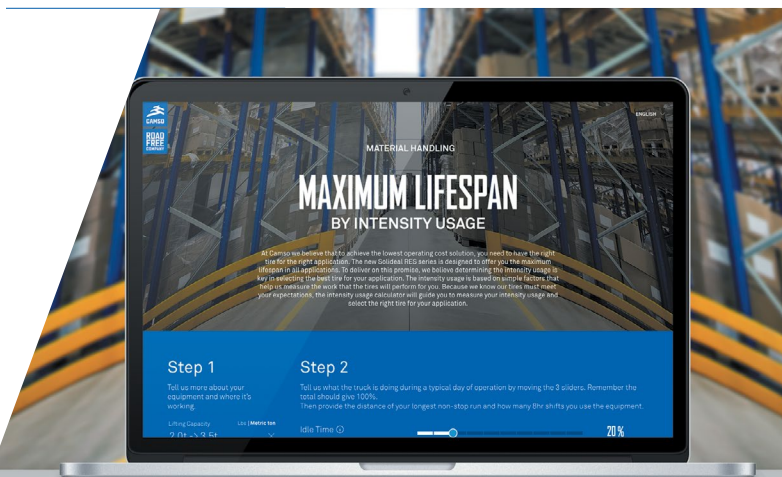 CAMSO
ROAD
FREE
COMPANY
ENGLISH
MATERIAL HANDLING
MAXIMUM LIFESPAN
BY INTENSITY USAGE
At Camso we believe that to achieve the lowest operating cost solution, you need to have the right
tire for the right application. The new Solideal RES series is designed to offer you the maximum
lifespan in all applications. To deliver on this promise, we believe determining the intensity usage is
key in selecting the best tire for your application. The intensity usage is based on simple factors that
help us measure the work that the tires will perform for you. Because we know our tires must meet
your expectations, the intensity usage calculator will guide you to measure your intensity usage and
select the right tire for your application.
Step 1
Tell us more about your
equipment and where it's
working.
Lifting Capacity
Lbs | Metric ton
2.0t -> 3.5t
Step 2
Tell us what the truck is doing during a typical day of operation by moving the 3 sliders. Remember the
total should give 100%.
Then provide the distance of your longest non-stop run and how many 8hr shifts you use the equipment.
Idle Time
20 %